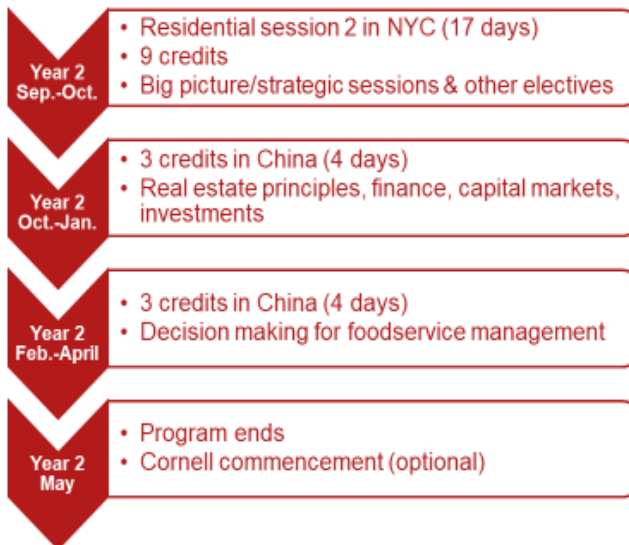 Year 2
Sep.-Oct.
• Residential session 2 in NYC (17 days)
• 9 credits
• Big picture/strategic sessions & other electives
Year 2
Oct.-Jan.
• 3 credits in China (4 days)
• Real estate principles, finance, capital markets,
investments
Year 2
Feb.-April
• 3 credits in China (4 days)
• Decision making for foodservice management
Year 2
May
• Program ends
• Cornell commencement (optional)